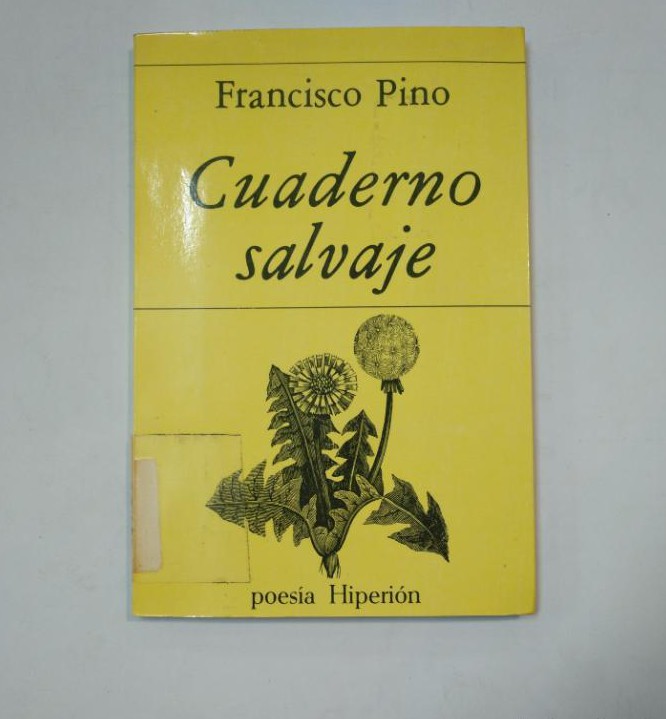 Francisco Pino
Cuaderno
salvaje
poesía Hiperión